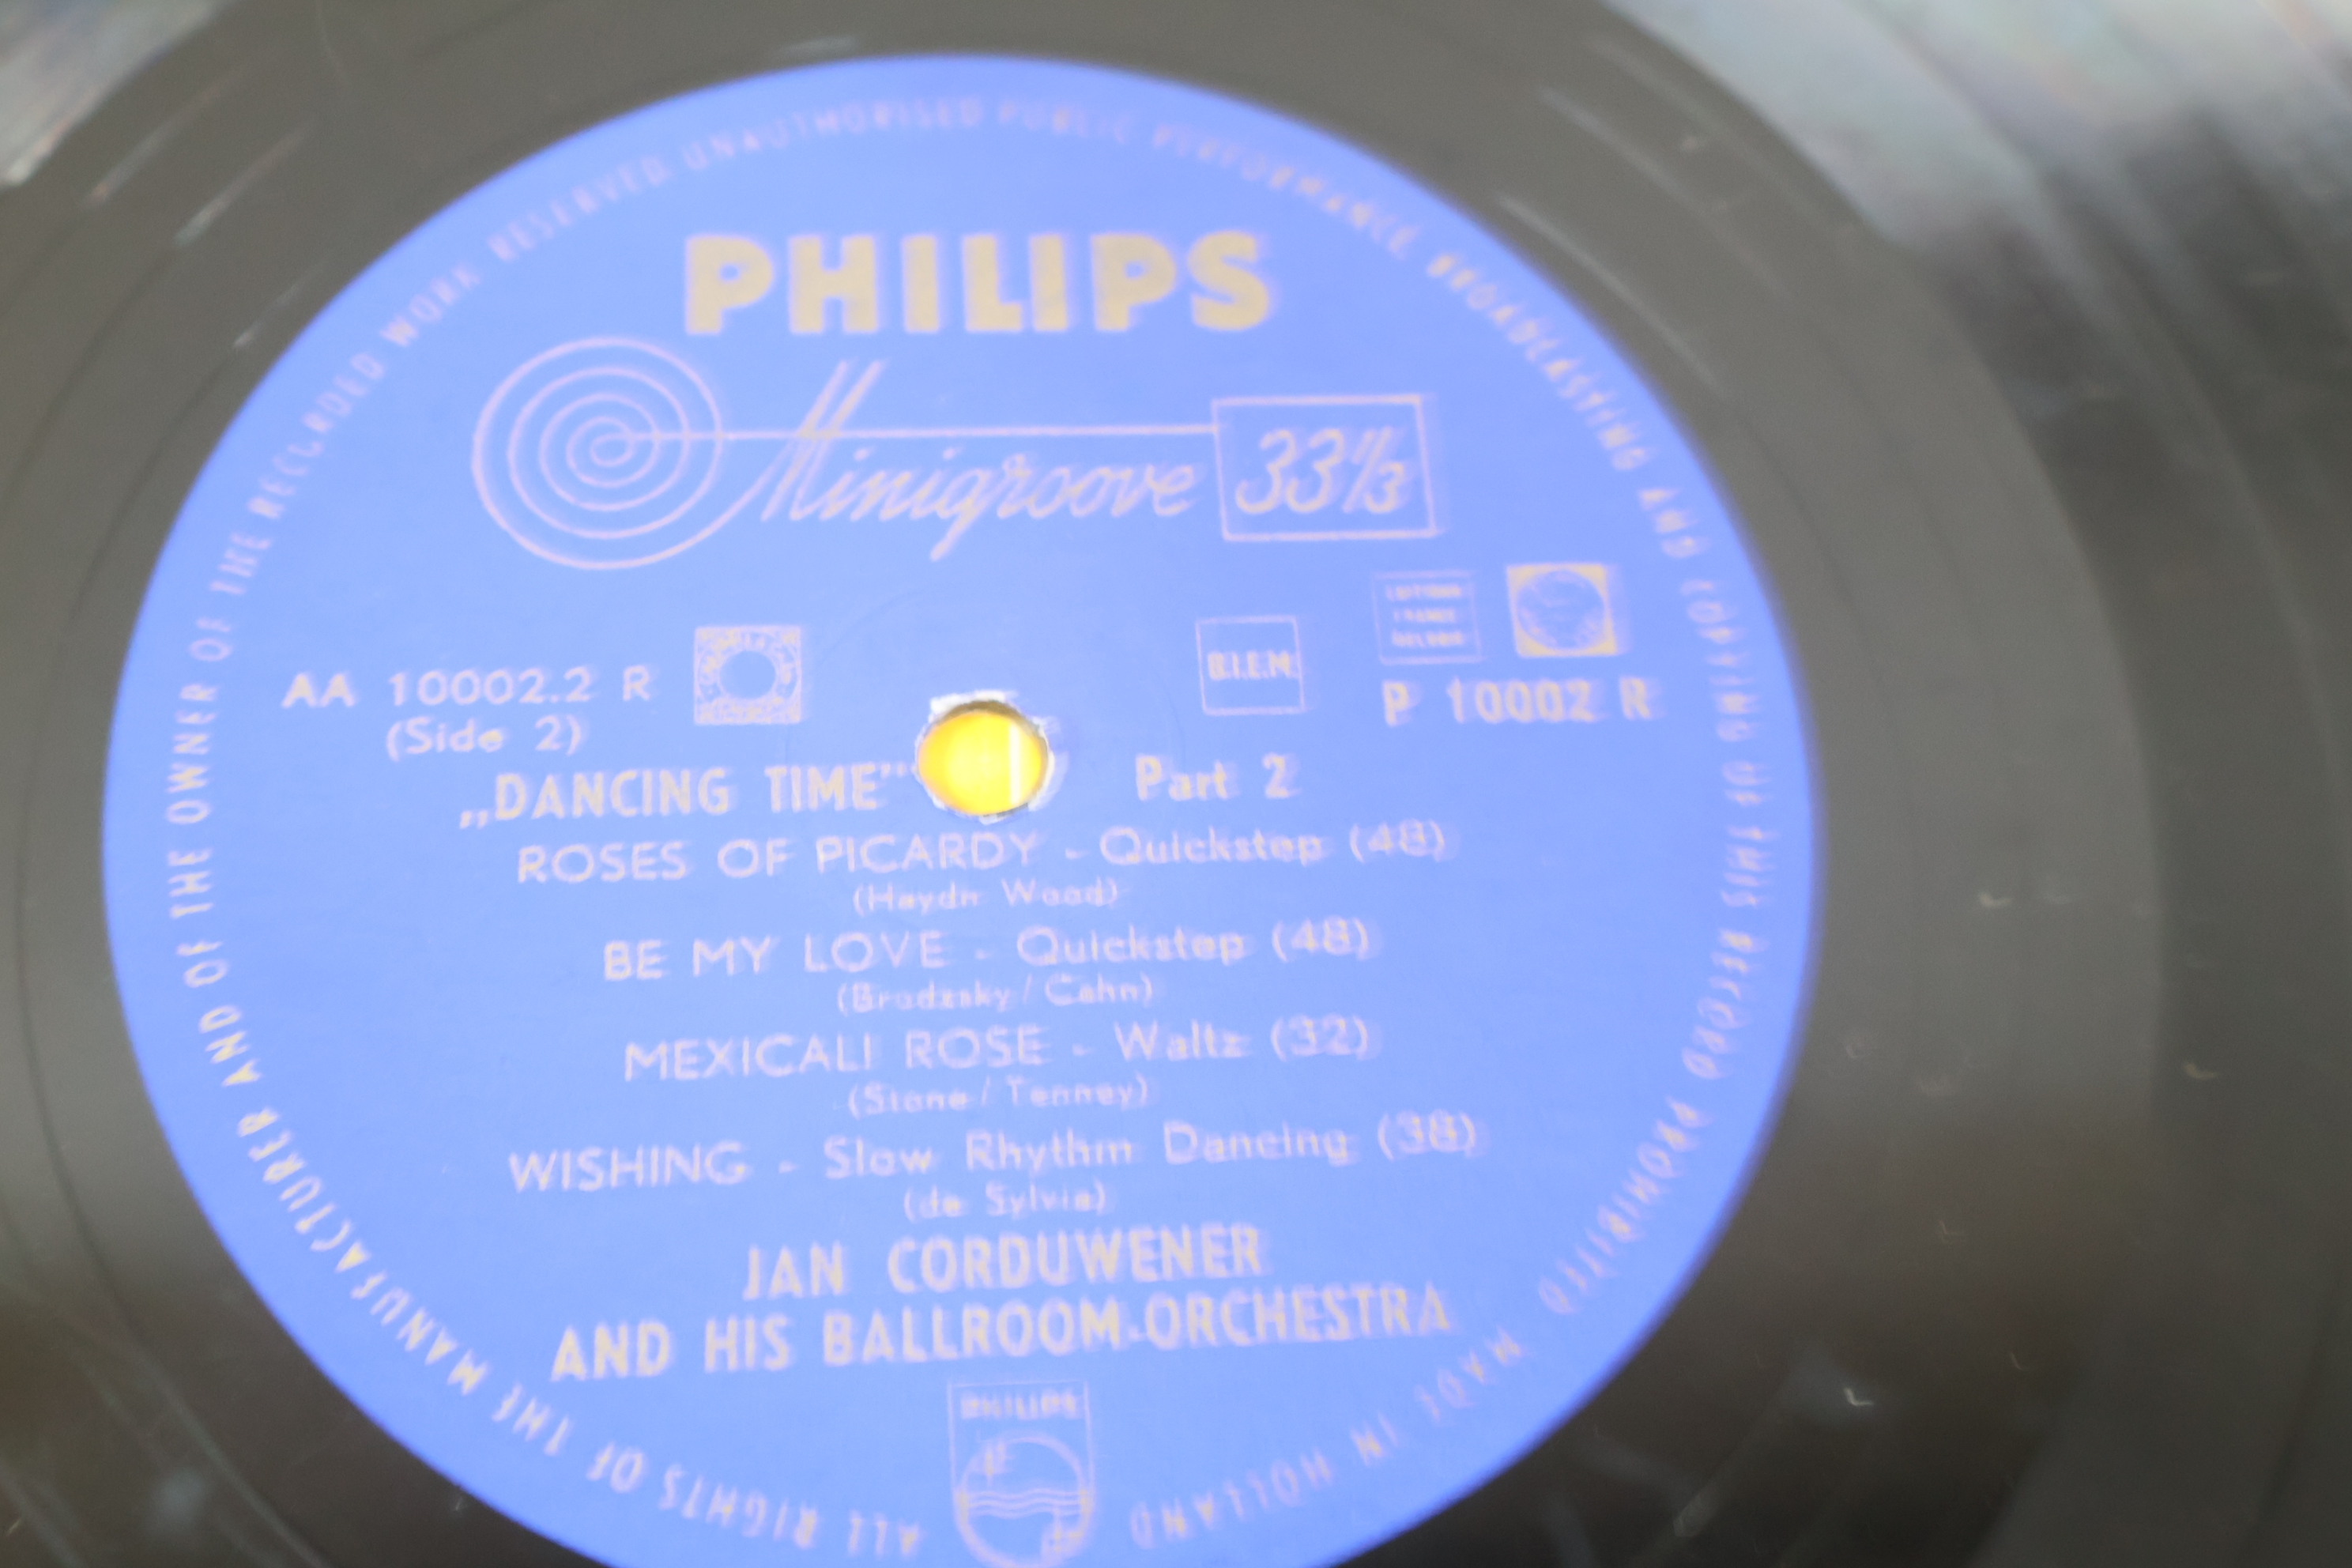 ALL RIGHTS OF THE MANUFACTURER AND OF THE OWNER OF THE RECORDED WORK RESERVED UNAUTHORISED PUBLIC PERFORMANCE, BROADCASTING AND COPYING OF THIS RECORD PROHIBITED MADE IN HOLLAND
PHILIPS
Minigroove 33⅓
B.I.E.M.
AA 10002.2 R
P 10002 R
(Side 2)
„DANCING TIME” Part 2
ROSES OF PICARDY - Quickstep (48)
(Haydn Wood)
BE MY LOVE - Quickstep (48)
(Brodzsky / Cahn)
MEXICALI ROSE - Waltz (32)
(Stone / Tenney)
WISHING - Slow Rhythm Dancing (38)
(de Sylvia)
JAN CORDUWENER
AND HIS BALLROOM-ORCHESTRA
PHILIPS